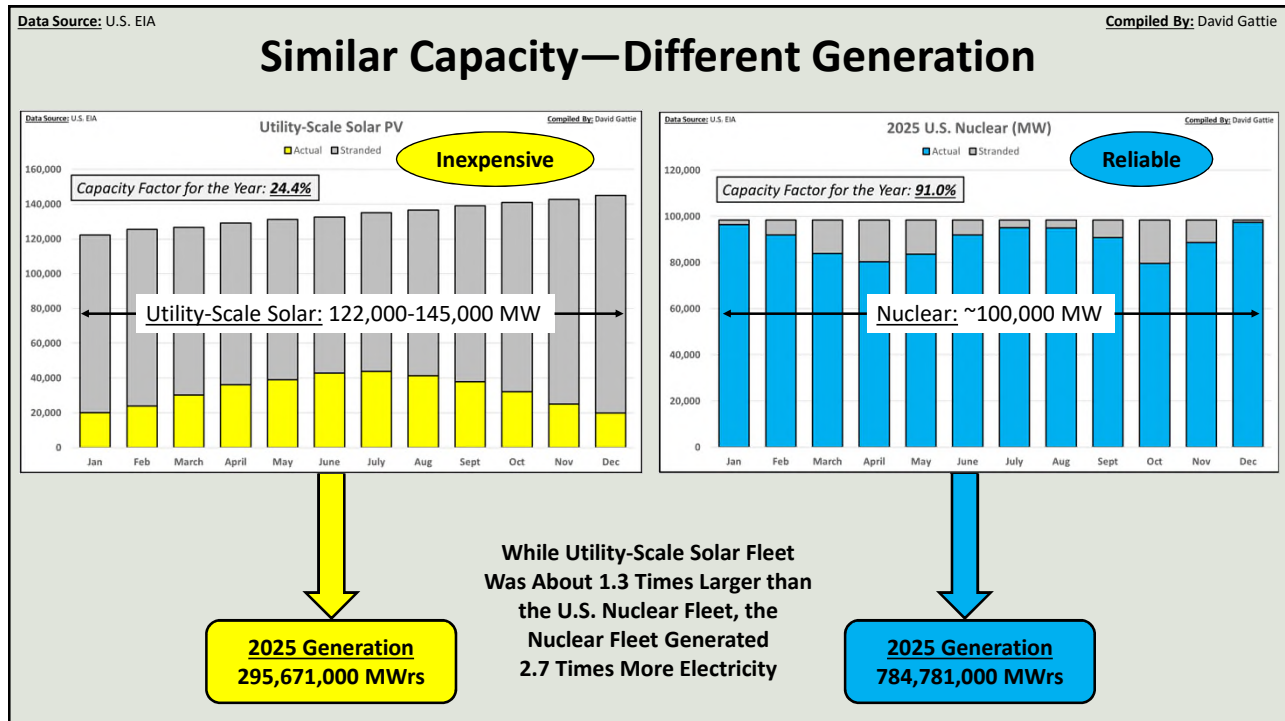 Data Source: U.S. EIA
Compiled By: David Gattie
Similar Capacity—Different Generation
Data Source: U.S. EIA
Compiled By: David Gattie
Utility-Scale Solar PV
Actual Stranded
Inexpensive
Capacity Factor for the Year: 24.4%
160,000
140,000
120,000
100,000
80,000
60,000
40,000
20,000
0
Utility-Scale Solar: 122,000-145,000 MW
Jan Feb March April May June July Aug Sept Oct Nov Dec
Data Source: U.S. EIA
Compiled By: David Gattie
2025 U.S. Nuclear (MW)
Actual Stranded
Reliable
Capacity Factor for the Year: 91.0%
120,000
100,000
80,000
60,000
40,000
20,000
0
Nuclear: ~100,000 MW
Jan Feb March April May June July Aug Sept Oct Nov Dec
While Utility-Scale Solar Fleet
Was About 1.3 Times Larger than
the U.S. Nuclear Fleet, the
Nuclear Fleet Generated
2.7 Times More Electricity
2025 Generation
295,671,000 MWrs
2025 Generation
784,781,000 MWrs